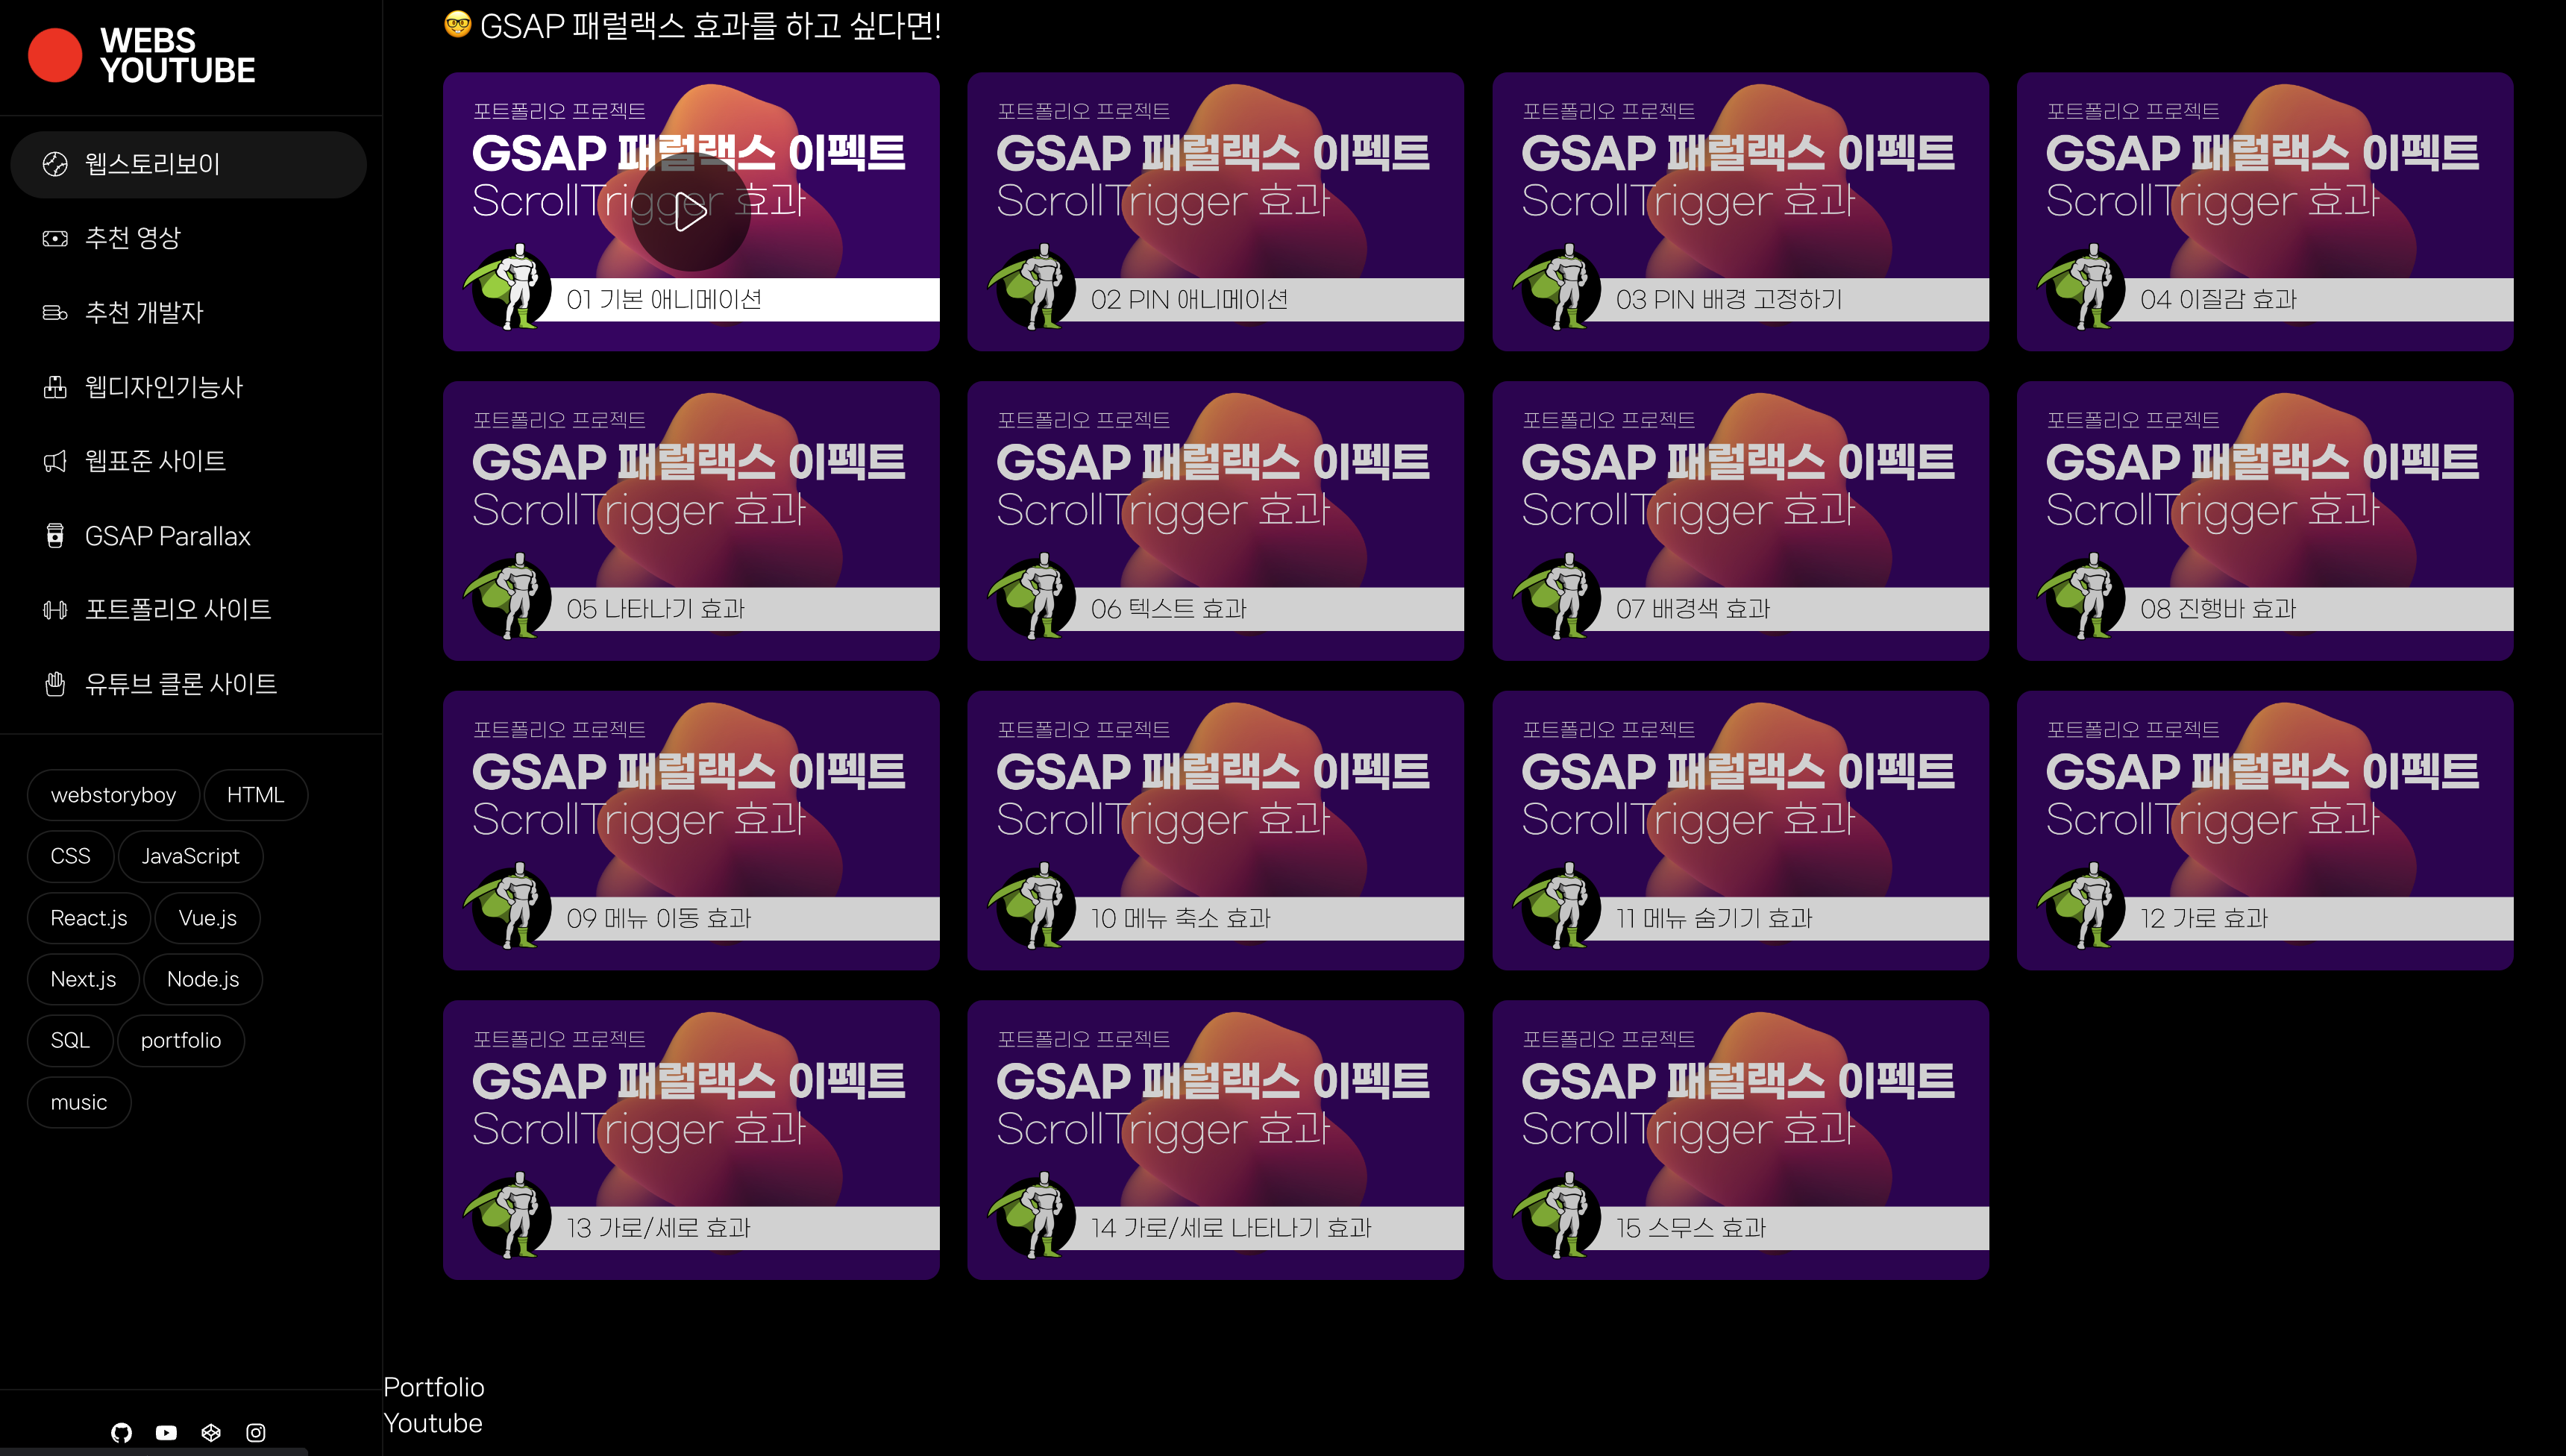 WEBS
YOUTUBE
웹스토리보이
추천 영상
추천 개발자
웹디자인기능사
웹표준 사이트
GSAP Parallax
포트폴리오 사이트
유튜브 클론 사이트
webstoryboy
HTML
CSS
JavaScript
React.js
Vue.js
Next.js
Node.js
SQL
portfolio
music
🤓 GSAP 패럴랙스 효과를 하고 싶다면!
포트폴리오 프로젝트
GSAP 패럴랙스 이펙트
ScrollTrigger 효과
01 기본 애니메이션
포트폴리오 프로젝트
GSAP 패럴랙스 이펙트
ScrollTrigger 효과
02 PIN 애니메이션
포트폴리오 프로젝트
GSAP 패럴랙스 이펙트
ScrollTrigger 효과
03 PIN 배경 고정하기
포트폴리오 프로젝트
GSAP 패럴랙스 이펙트
ScrollTrigger 효과
04 이질감 효과
포트폴리오 프로젝트
GSAP 패럴랙스 이펙트
ScrollTrigger 효과
05 나타나기 효과
포트폴리오 프로젝트
GSAP 패럴랙스 이펙트
ScrollTrigger 효과
06 텍스트 효과
포트폴리오 프로젝트
GSAP 패럴랙스 이펙트
ScrollTrigger 효과
07 배경색 효과
포트폴리오 프로젝트
GSAP 패럴랙스 이펙트
ScrollTrigger 효과
08 진행바 효과
포트폴리오 프로젝트
GSAP 패럴랙스 이펙트
ScrollTrigger 효과
09 메뉴 이동 효과
포트폴리오 프로젝트
GSAP 패럴랙스 이펙트
ScrollTrigger 효과
10 메뉴 축소 효과
포트폴리오 프로젝트
GSAP 패럴랙스 이펙트
ScrollTrigger 효과
11 메뉴 숨기기 효과
포트폴리오 프로젝트
GSAP 패럴랙스 이펙트
ScrollTrigger 효과
12 가로 효과
포트폴리오 프로젝트
GSAP 패럴랙스 이펙트
ScrollTrigger 효과
13 가로/세로 효과
포트폴리오 프로젝트
GSAP 패럴랙스 이펙트
ScrollTrigger 효과
14 가로/세로 나타나기 효과
포트폴리오 프로젝트
GSAP 패럴랙스 이펙트
ScrollTrigger 효과
15 스무스 효과
Portfolio
Youtube